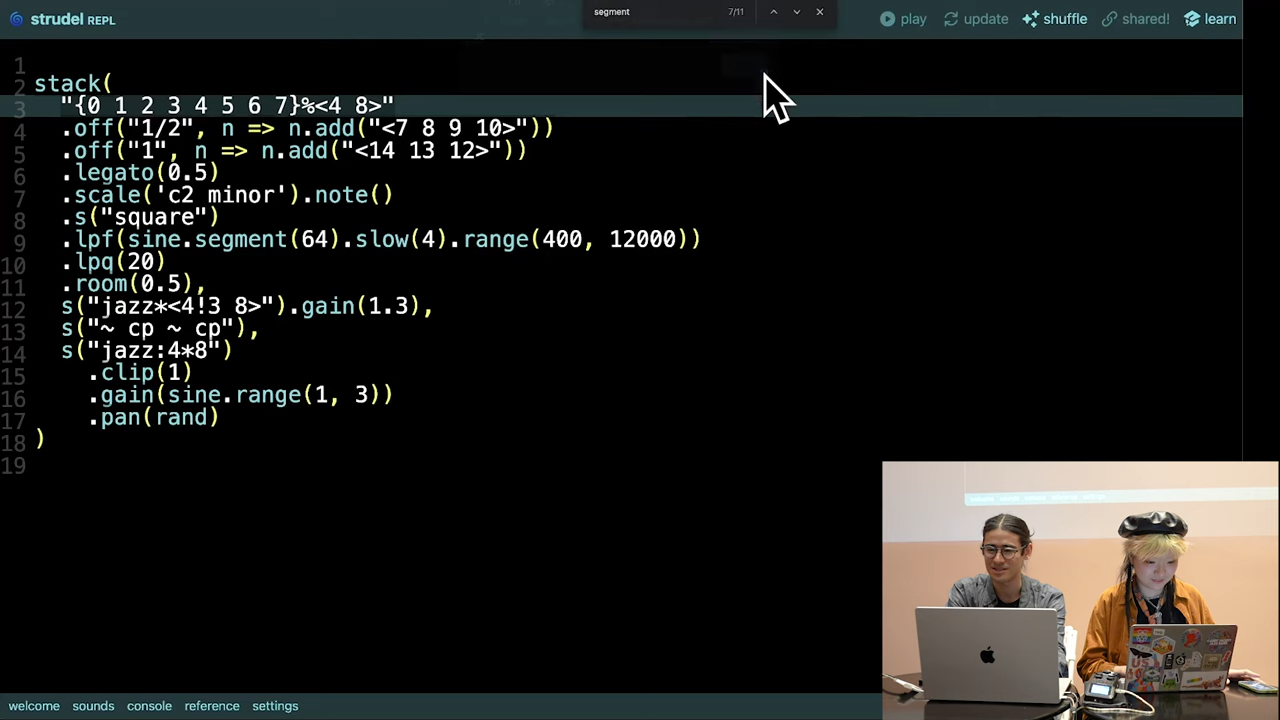 strudel REPL
segment
7/11
play
update
shuffle
shared!
learn
1
2 stack(
3 "{0 1 2 3 4 5 6 7}%<4 8>"
4 .off("1/2", n => n.add("<7 8 9 10>"))
5 .off("1", n => n.add("<14 13 12>"))
6 .legato(0.5)
7 .scale('c2 minor').note()
8 .s("square")
9 .lpf(sine.segment(64).slow(4).range(400, 12000))
10 .lpq(20)
11 .room(0.5),
12 s("jazz*<4!3 8>").gain(1.3),
13 s("~ cp ~ cp"),
14 s("jazz:4*8")
15 .clip(1)
16 .gain(sine.range(1, 3))
17 .pan(rand)
18 )
19
welcome sounds console reference settings